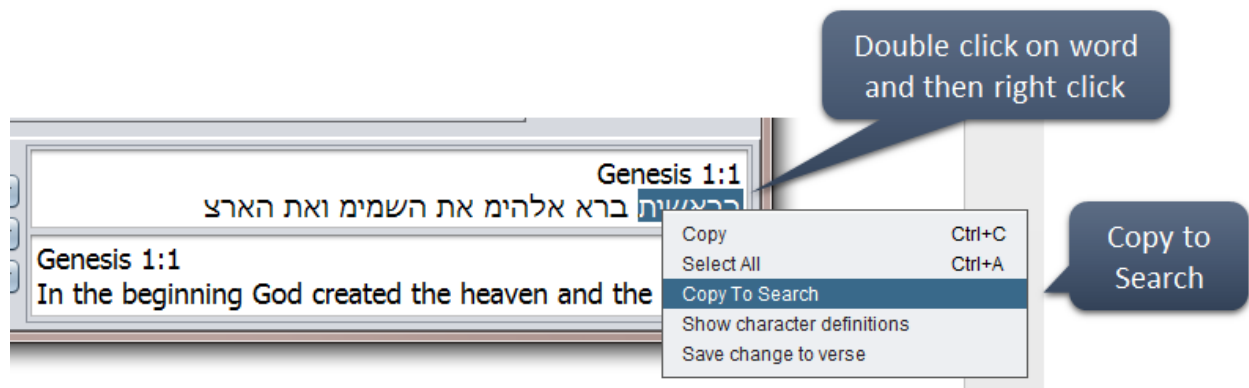 Double click on word
and then right click
Genesis 1:1
בראשית ברא אלהימ את השמימ ואת הארצ
Genesis 1:1
In the beginning God created the heaven and the
Copy Ctrl+C
Select All Ctrl+A
Copy To Search
Show character definitions
Save change to verse
Copy to
Search